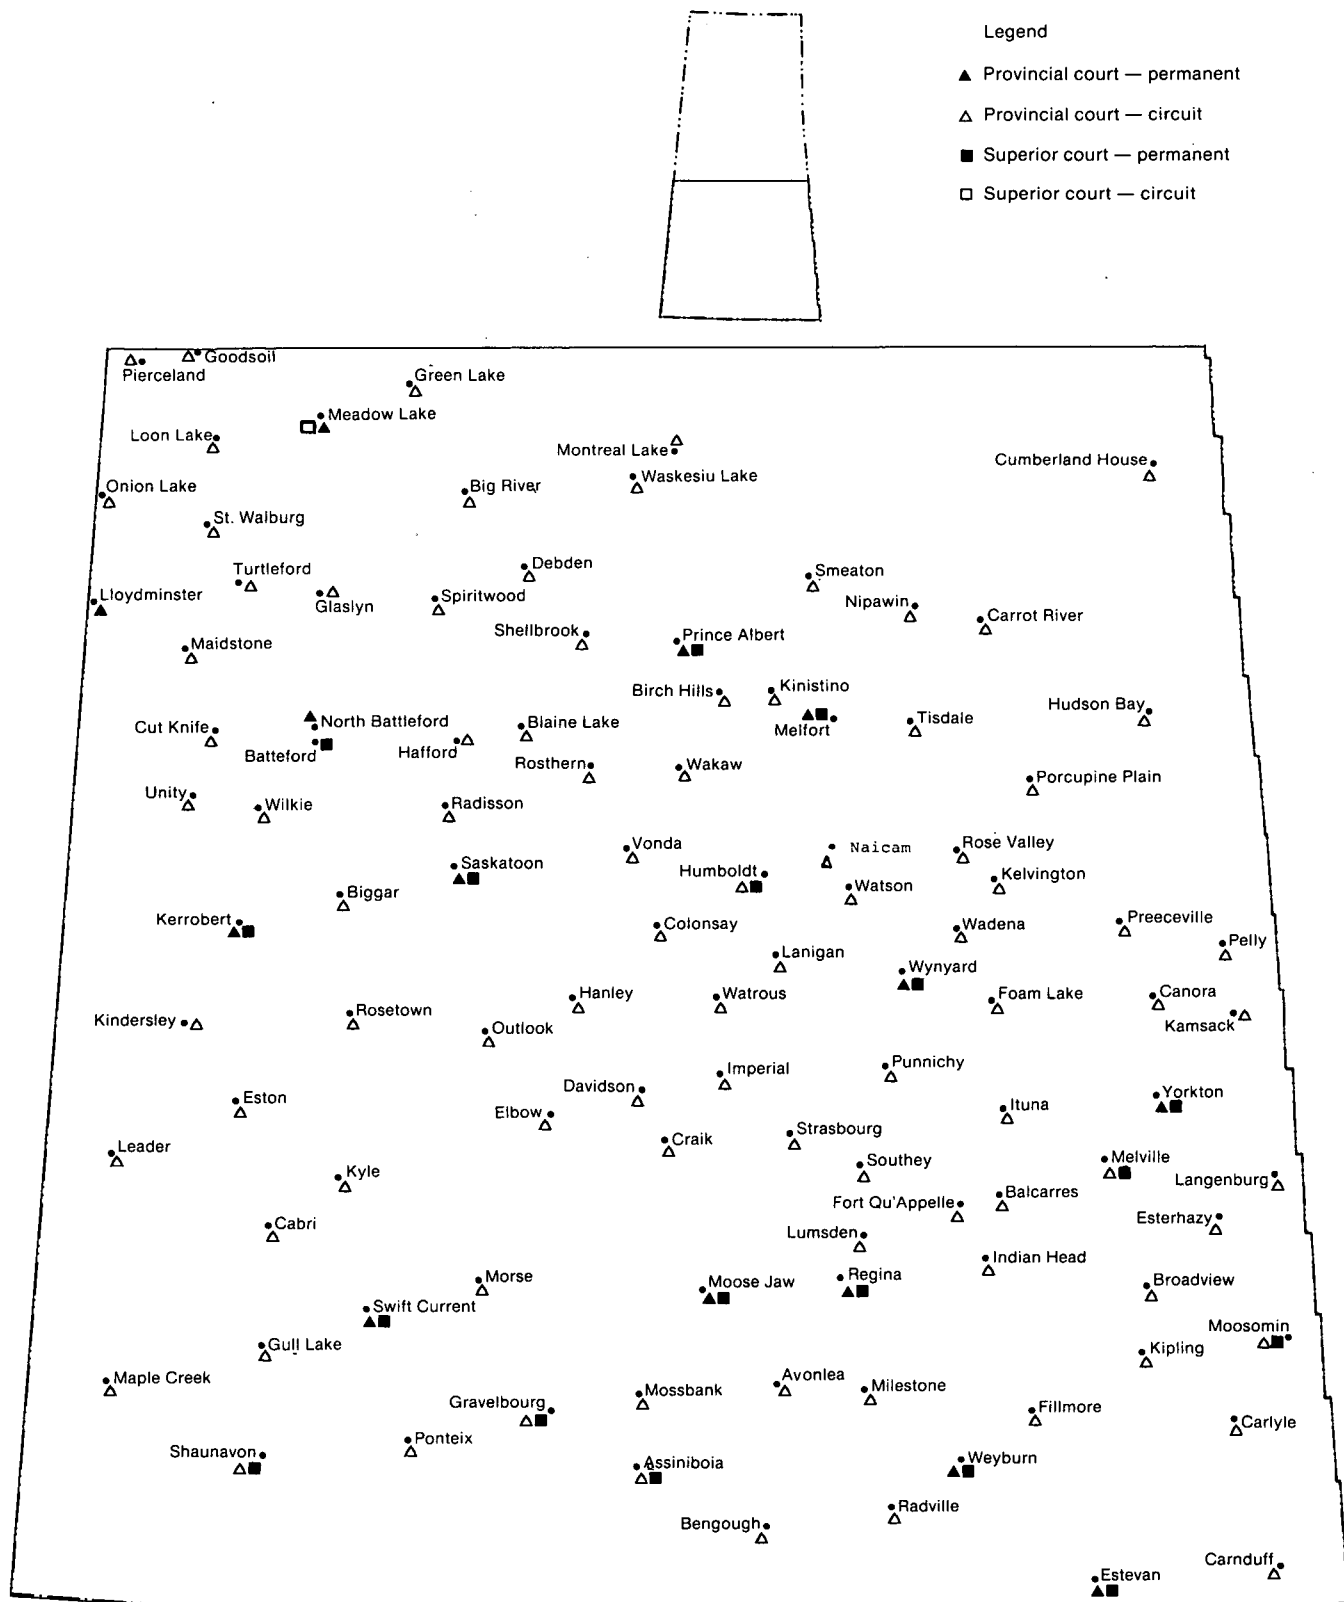 Legend
Provincial court — permanent
Provincial court — circuit
Superior court — permanent
Superior court — circuit
Goodsoil
Pierceland
Green Lake
Meadow Lake
Loon Lake
Montreal Lake
Cumberland House
Waskesiu Lake
Onion Lake
Big River
St. Walburg
Debden
Turtleford
Smeaton
Lloydminster
Glaslyn
Spiritwood
Nipawin
Carrot River
Shellbrook
Prince Albert
Maidstone
Birch Hills
Kinistino
Hudson Bay
Cut Knife
North Battleford
Blaine Lake
Melfort
Tisdale
Batteford
Hafford
Rosthern
Wakaw
Porcupine Plain
Unity
Wilkie
Radisson
Vonda
Naicam
Rose Valley
Saskatoon
Humboldt
Kelvington
Biggar
Watson
Kerrobert
Colonsay
Wadena
Preeceville
Pelly
Lanigan
Wynyard
Hanley
Watrous
Foam Lake
Canora
Kindersley
Rosetown
Outlook
Kamsack
Imperial
Punnichy
Davidson
Eston
Elbow
Ituna
Yorkton
Leader
Craik
Strasbourg
Southey
Melville
Kyle
Langenburg
Fort Qu'Appelle
Balcarres
Cabri
Lumsden
Esterhazy
Indian Head
Morse
Moose Jaw
Regina
Broadview
Swift Current
Moosomin
Gull Lake
Kipling
Maple Creek
Avonlea
Mossbank
Milestone
Gravelbourg
Fillmore
Carlyle
Shaunavon
Ponteix
Assiniboia
Weyburn
Radville
Bengough
Estevan
Carnduff